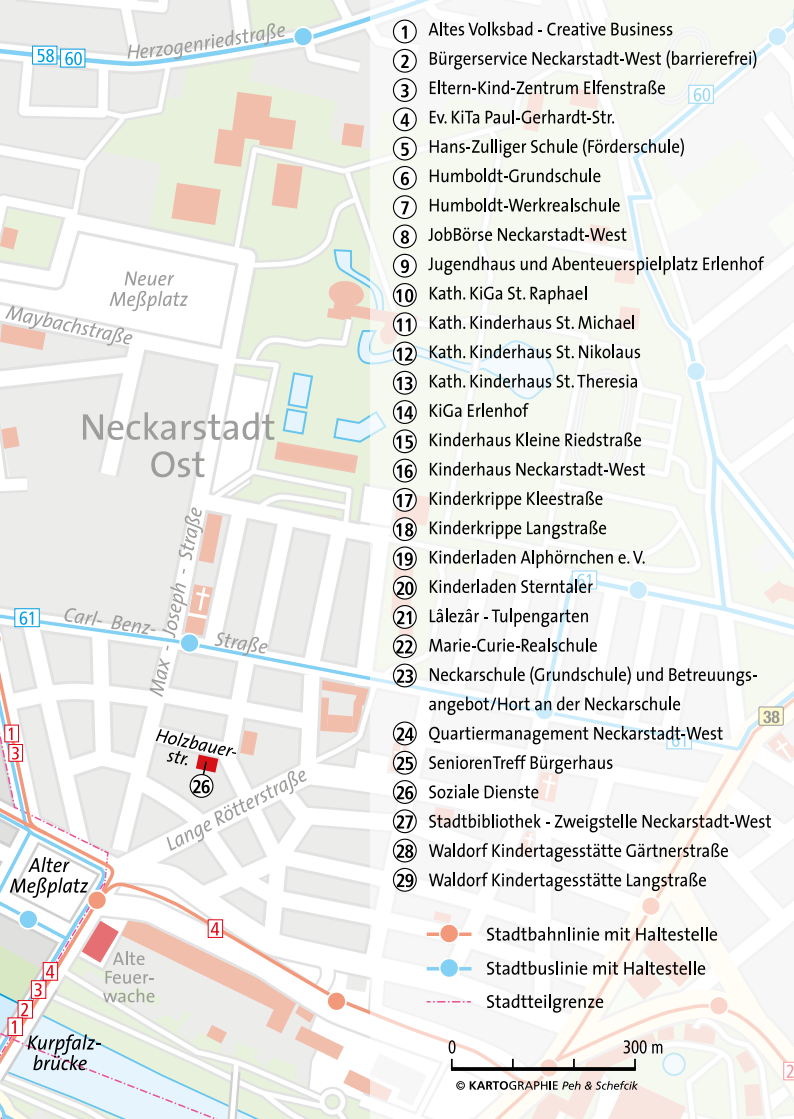 58 60
Herzogenriedstraße
60
Neuer
Meßplatz
Maybachstraße
Neckarstadt
Ost
Max - Joseph - Straße
61
Carl- Benz- Straße
61
61
38
1
3
Holzbauer-
str.
26
Lange Rötterstraße
Alter
Meßplatz
4
Alte
Feuer-
wache
4
3
2
1
Kurpfalz-
brücke
2
1 Altes Volksbad - Creative Business
2 Bürgerservice Neckarstadt-West (barrierefrei)
3 Eltern-Kind-Zentrum Elfenstraße
4 Ev. KiTa Paul-Gerhardt-Str.
5 Hans-Zulliger Schule (Förderschule)
6 Humboldt-Grundschule
7 Humboldt-Werkrealschule
8 JobBörse Neckarstadt-West
9 Jugendhaus und Abenteuerspielplatz Erlenhof
10 Kath. KiGa St. Raphael
11 Kath. Kinderhaus St. Michael
12 Kath. Kinderhaus St. Nikolaus
13 Kath. Kinderhaus St. Theresia
14 KiGa Erlenhof
15 Kinderhaus Kleine Riedstraße
16 Kinderhaus Neckarstadt-West
17 Kinderkrippe Kleestraße
18 Kinderkrippe Langstraße
19 Kinderladen Alphörnchen e. V.
20 Kinderladen Sterntaler
21 Lâlezâr - Tulpengarten
22 Marie-Curie-Realschule
23 Neckarschule (Grundschule) und Betreuungs-
angebot/Hort an der Neckarschule
24 Quartiermanagement Neckarstadt-West
25 SeniorenTreff Bürgerhaus
26 Soziale Dienste
27 Stadtbibliothek - Zweigstelle Neckarstadt-West
28 Waldorf Kindertagesstätte Gärtnerstraße
29 Waldorf Kindertagesstätte Langstraße
Stadtbahnlinie mit Haltestelle
Stadtbuslinie mit Haltestelle
Stadtteilgrenze
0 300 m
© KARTOGRAPHIE Peh & Schefcik